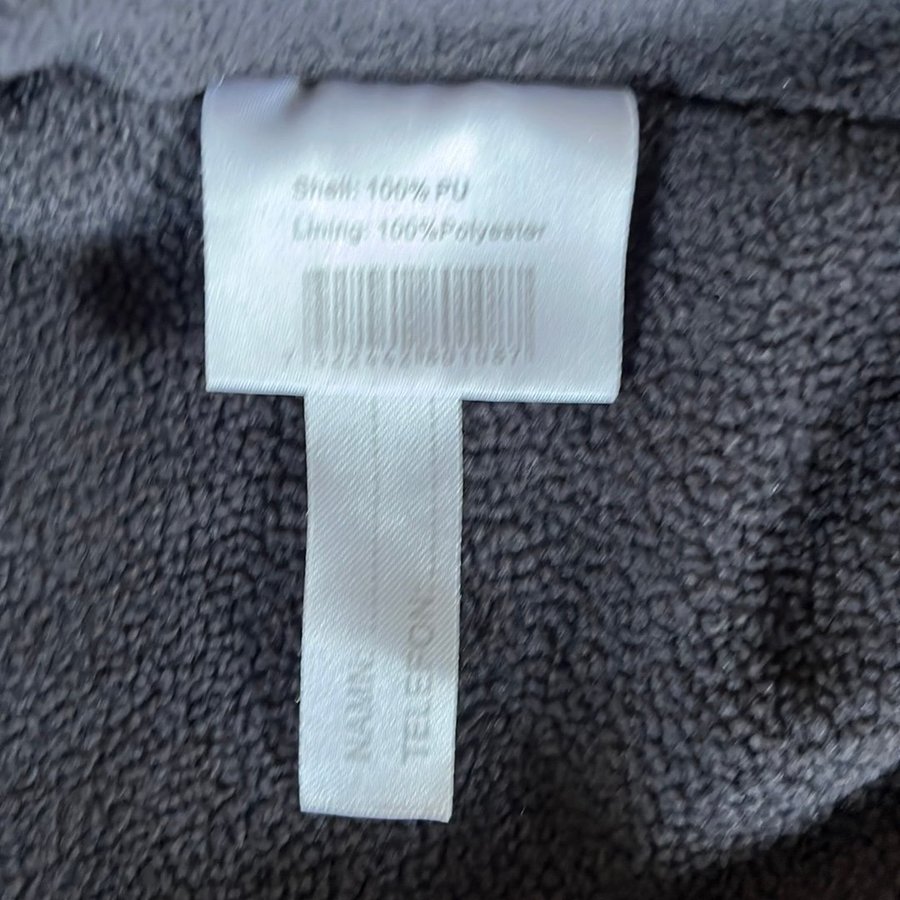 Shell: 100% PU
Lining: 100%Polyester
NAMN
TELEFON